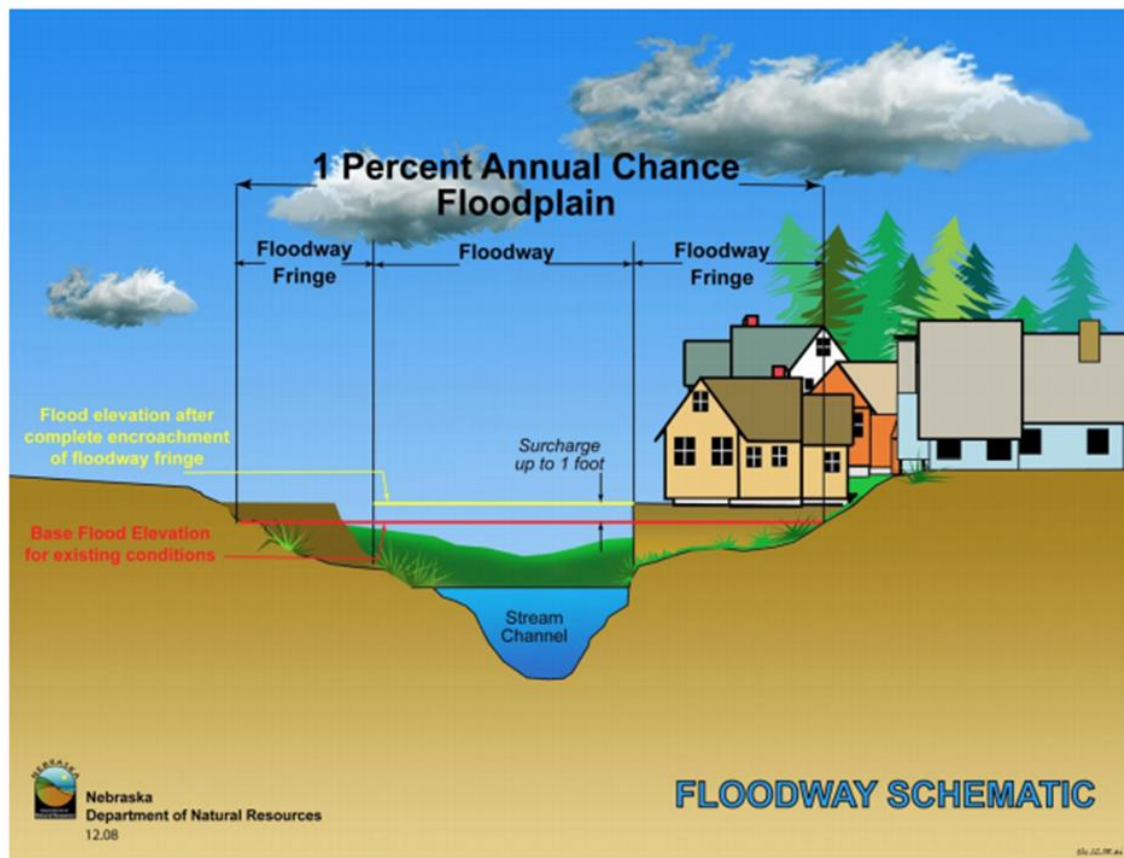 1 Percent Annual Chance
Floodplain
Floodway
Fringe
Floodway
Floodway
Fringe
Flood elevation after
complete encroachment
of floodway fringe
Surcharge
up to 1 foot
Base Flood Elevation
for existing conditions
Stream
Channel
NEBRASKA
Nebraska
Department of Natural Resources
12.08
FLOODWAY SCHEMATIC